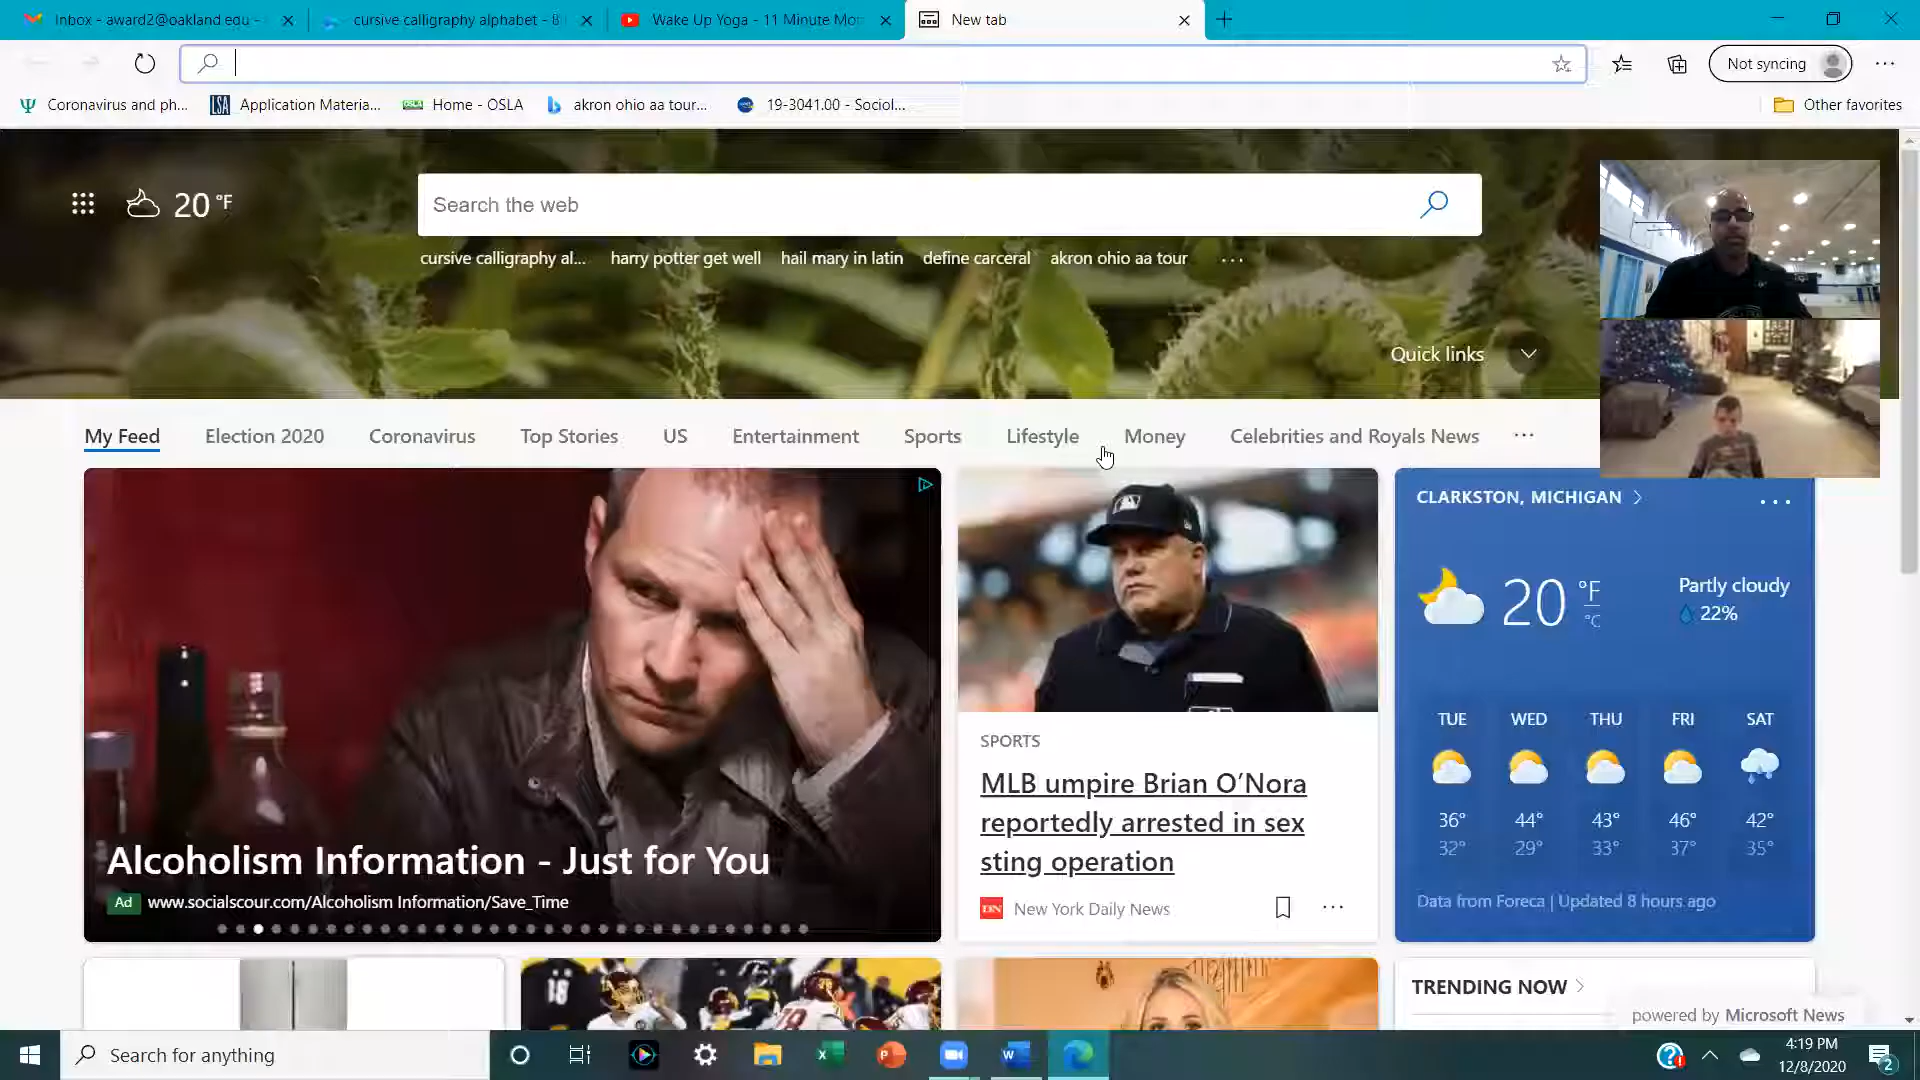 Inbox - award2@oakland.edu -
cursive calligraphy alphabet - B
Wake Up Yoga - 11 Minute Mor
New tab
Not syncing
Coronavirus and ph...
LSA
Application Materia...
OSLA
Home - OSLA
akron ohio aa tour...
19-3041.00 - Sociol...
Other favorites
20 °F
Search the web
cursive calligraphy al...
harry potter get well
hail mary in latin
define carceral
akron ohio aa tour
...
Quick links
My Feed
Election 2020
Coronavirus
Top Stories
US
Entertainment
Sports
Lifestyle
Money
Celebrities and Royals News
...
Alcoholism Information - Just for You
Ad
www.socialscour.com/Alcoholism Information/Save_Time
SPORTS
MLB umpire Brian O’Nora
reportedly arrested in sex
sting operation
DN
New York Daily News
CLARKSTON, MICHIGAN
20 °F
°C
Partly cloudy
22%
TUE WED THU FRI SAT
36° 44° 43° 46° 42°
32° 29° 33° 37° 35°
Data from Foreca | Updated 8 hours ago
18
78
TRENDING NOW
powered by Microsoft News
Search for anything
4:19 PM
12/8/2020
2